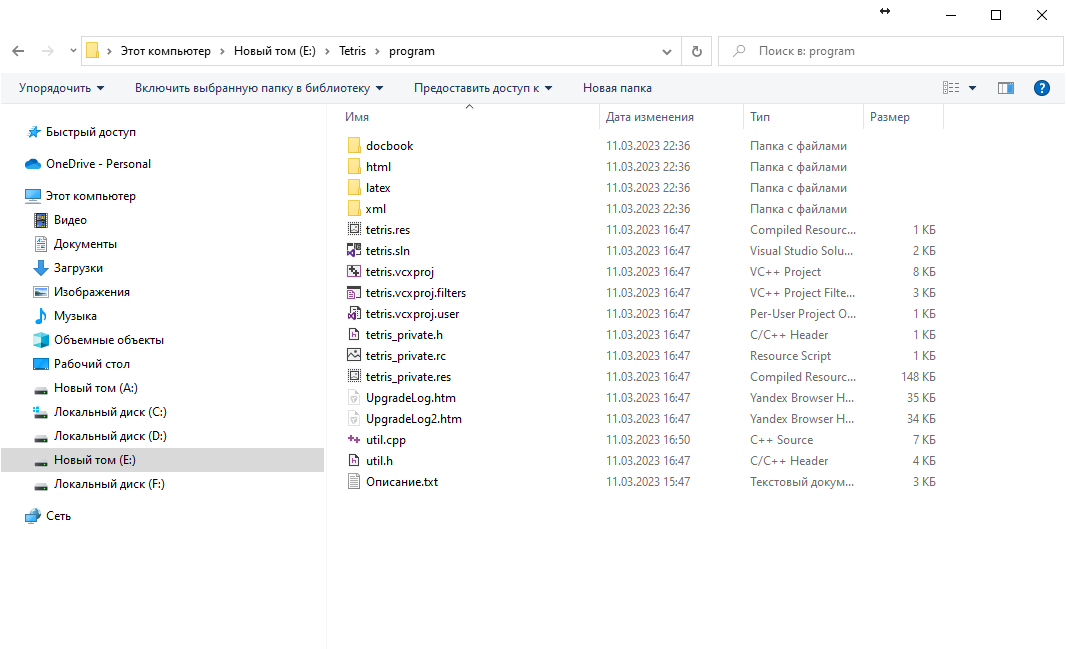 Этот компьютер Новый том (E:) Tetris program Поиск в: program
Упорядочить Включить выбранную папку в библиотеку Предоставить доступ к Новая папка ?
Быстрый доступ
OneDrive - Personal
Этот компьютер
Видео
Документы
Загрузки
Изображения
Музыка
Объемные объекты
Рабочий стол
Новый том (A:)
Локальный диск (C:)
Локальный диск (D:)
Новый том (E:)
Локальный диск (F:)
Сеть
Имя Дата изменения Тип Размер
docbook 11.03.2023 22:36 Папка с файлами
html 11.03.2023 22:36 Папка с файлами
latex 11.03.2023 22:36 Папка с файлами
xml 11.03.2023 22:36 Папка с файлами
tetris.res 11.03.2023 16:47 Compiled Resourc... 1 КБ
tetris.sln 11.03.2023 16:47 Visual Studio Solu... 2 КБ
tetris.vcxproj 11.03.2023 16:47 VC++ Project 8 КБ
tetris.vcxproj.filters 11.03.2023 16:47 VC++ Project Filte... 3 КБ
tetris.vcxproj.user 11.03.2023 16:47 Per-User Project O... 1 КБ
tetris_private.h 11.03.2023 16:47 C/C++ Header 1 КБ
tetris_private.rc 11.03.2023 16:47 Resource Script 1 КБ
tetris_private.res 11.03.2023 16:47 Compiled Resourc... 148 КБ
UpgradeLog.htm 11.03.2023 16:47 Yandex Browser H... 35 КБ
UpgradeLog2.htm 11.03.2023 16:47 Yandex Browser H... 34 КБ
util.cpp 11.03.2023 16:50 C++ Source 7 КБ
util.h 11.03.2023 16:47 C/C++ Header 4 КБ
Описание.txt 11.03.2023 15:47 Текстовый докум... 3 КБ